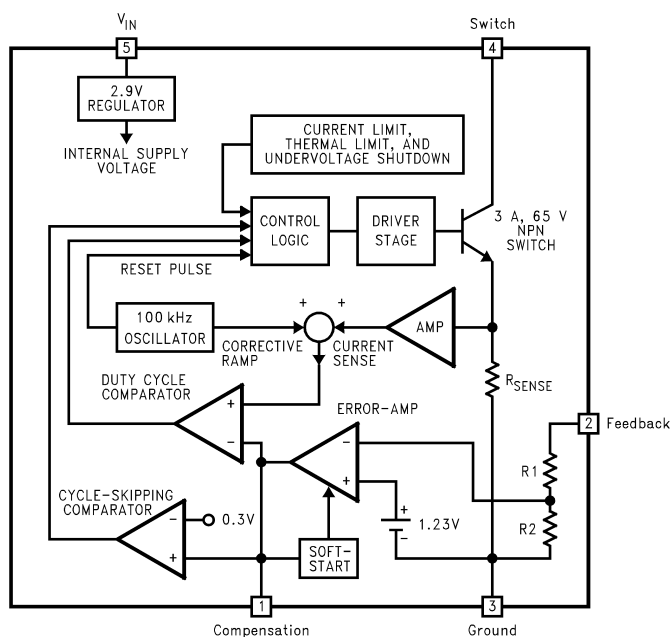 V_IN
Switch
5
4
2.9V
REGULATOR
CURRENT LIMIT,
THERMAL LIMIT, AND
UNDERVOLTAGE SHUTDOWN
INTERNAL SUPPLY
VOLTAGE
CONTROL
LOGIC
DRIVER
STAGE
3 A, 65 V
NPN
SWITCH
RESET PULSE
100 kHz
OSCILLATOR
+
+
CORRECTIVE
RAMP
CURRENT
SENSE
AMP
R_SENSE
DUTY CYCLE
COMPARATOR
+
−
ERROR-AMP
−
+
2
Feedback
R1
R2
CYCLE-SKIPPING
COMPARATOR
−
+
0.3V
SOFT-
START
+
−
1.23V
1
3
Compensation
Ground